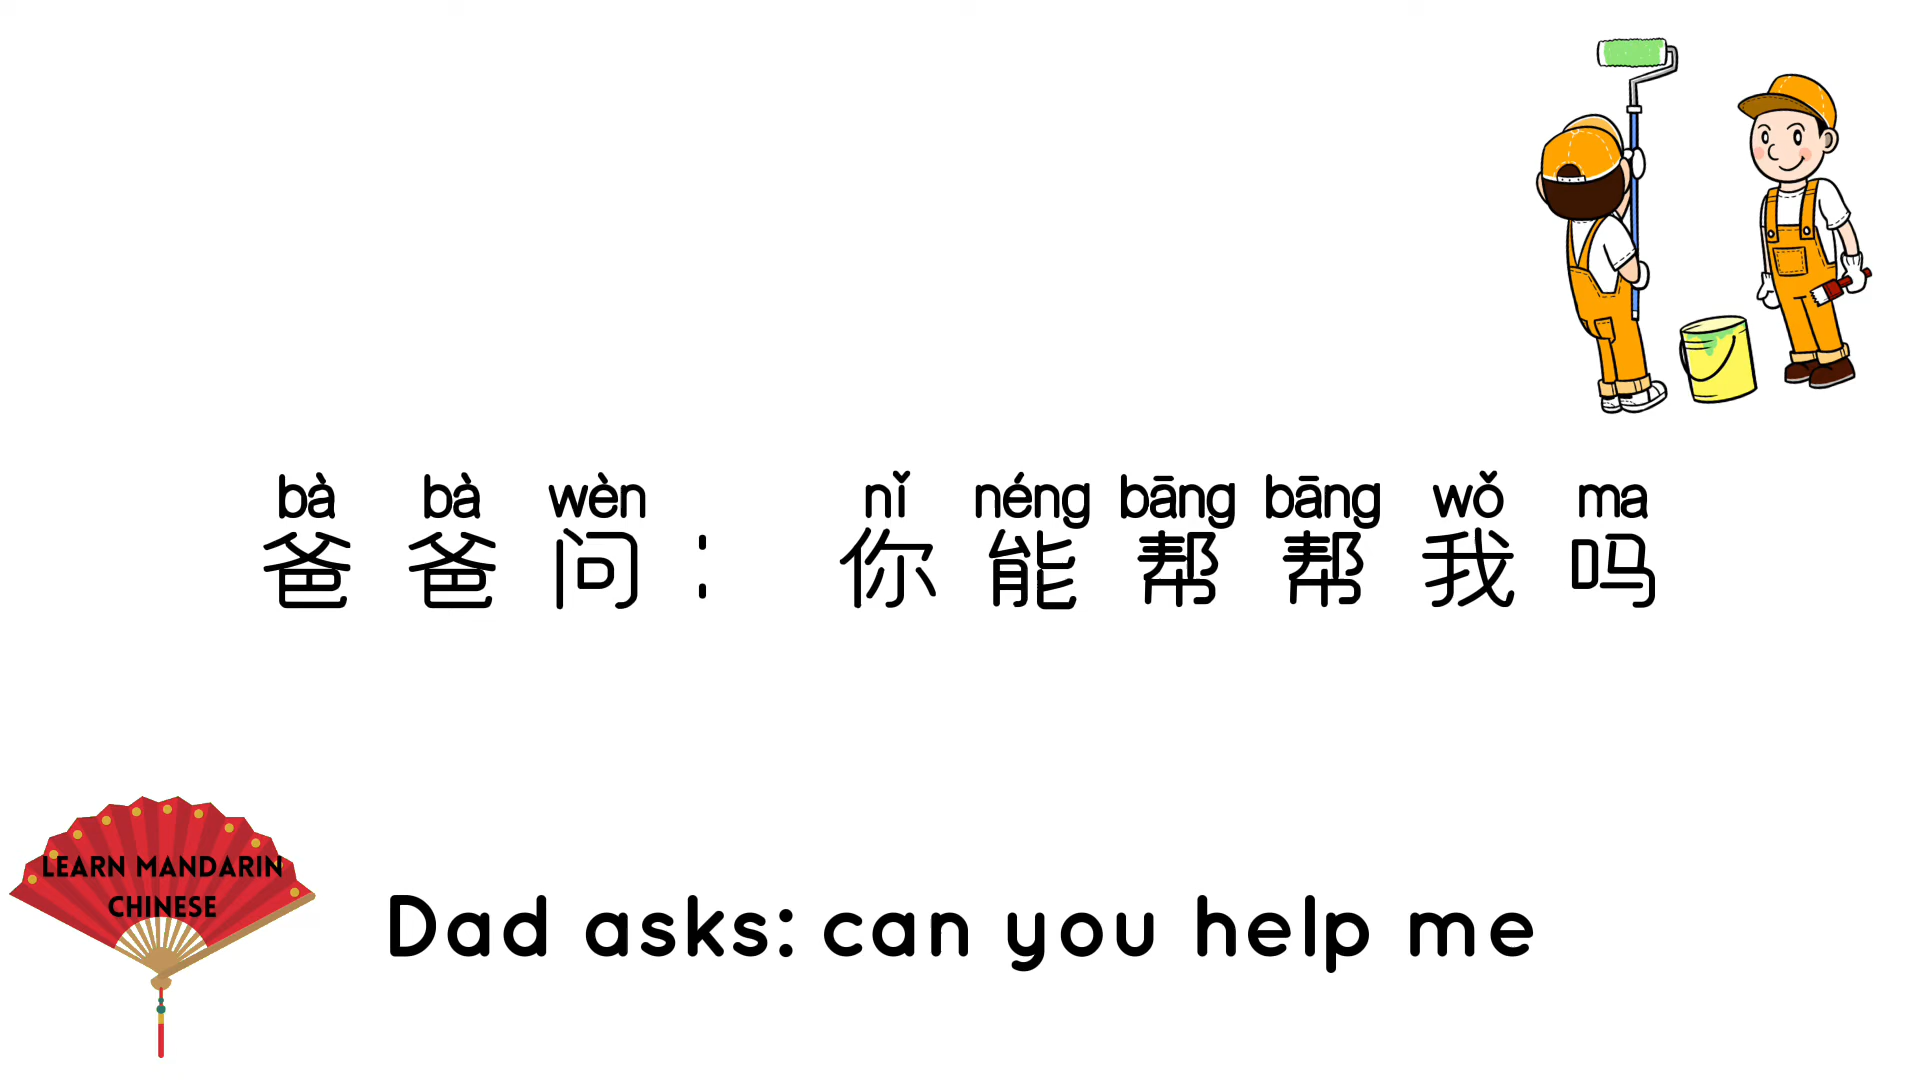 bà bà wèn nǐ néng bāng bāng wǒ ma
爸爸问：你能帮帮我吗
LEARN MANDARIN
CHINESE
Dad asks: can you help me